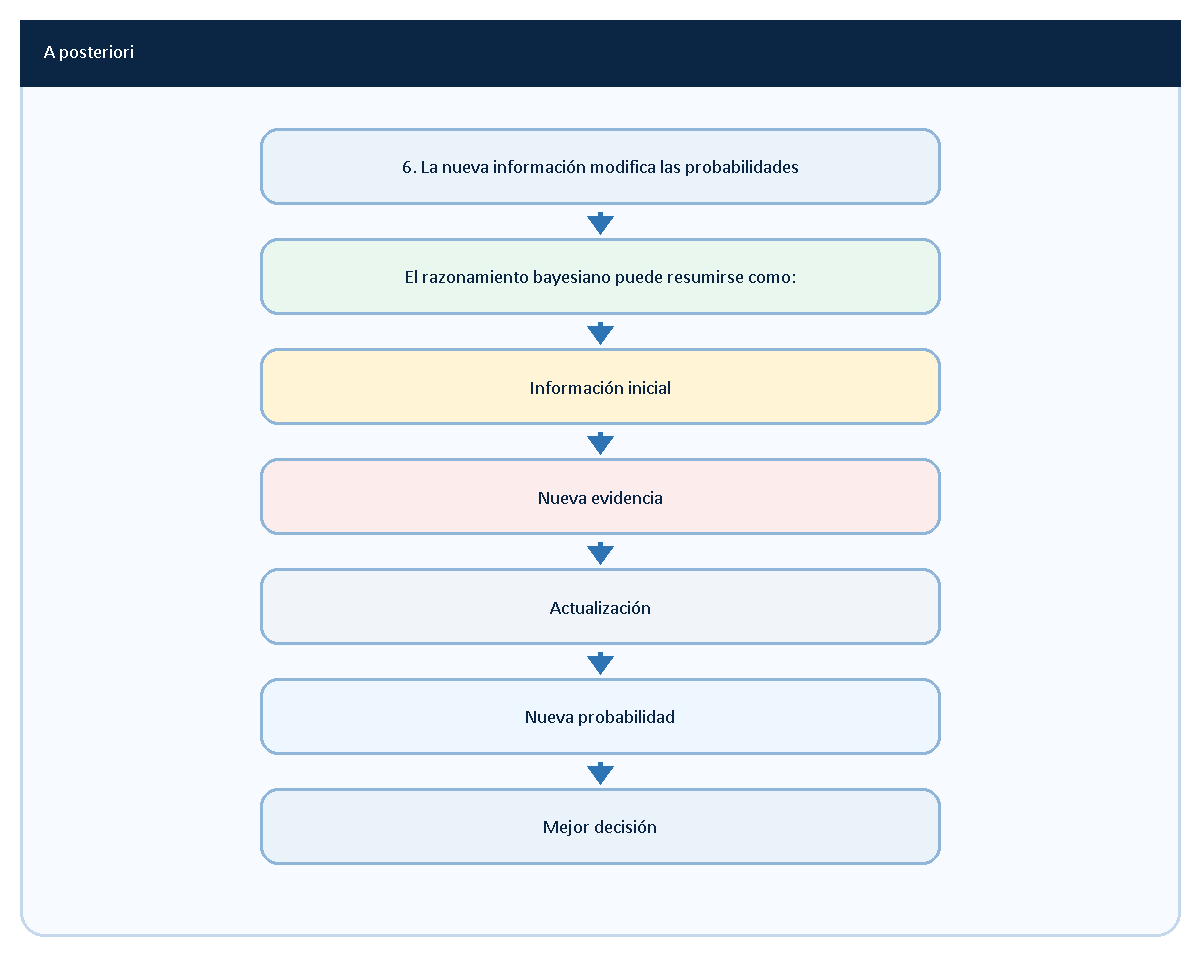 A posteriori
6. La nueva información modifica las probabilidades
El razonamiento bayesiano puede resumirse como:
Información inicial
Nueva evidencia
Actualización
Nueva probabilidad
Mejor decisión